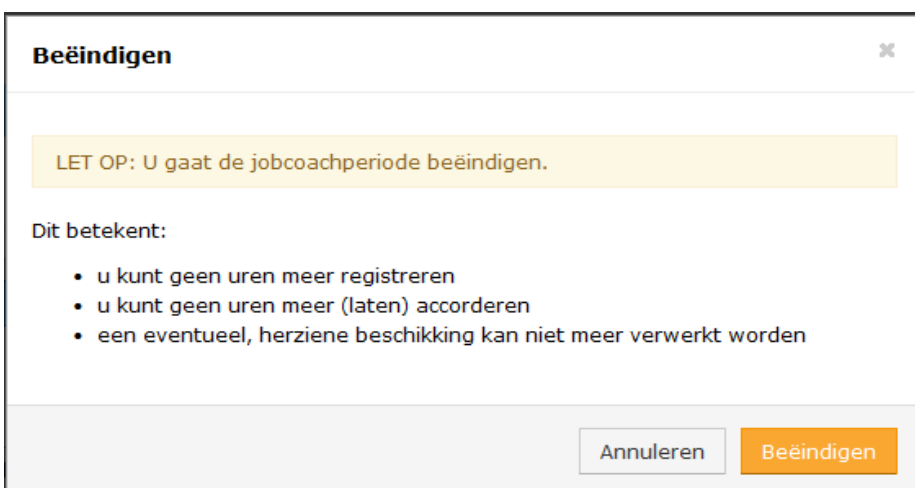 Beëindigen
LET OP: U gaat de jobcoachperiode beëindigen.
Dit betekent:
• u kunt geen uren meer registreren
• u kunt geen uren meer (laten) accorderen
• een eventueel, herziene beschikking kan niet meer verwerkt worden
Annuleren
Beëindigen